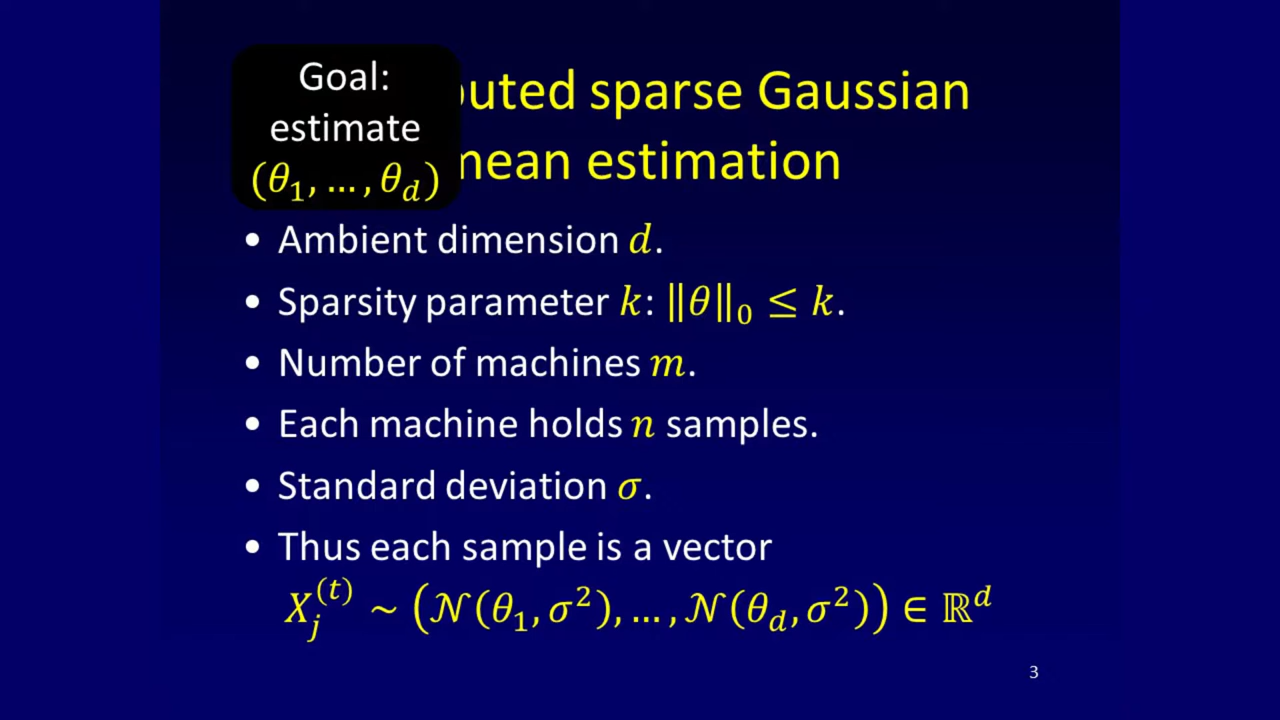 Goal:
estimate
(θ₁, …, θ_d)
buted sparse Gaussian
mean estimation
• Ambient dimension d.
• Sparsity parameter k: ‖θ‖₀ ≤ k.
• Number of machines m.
• Each machine holds n samples.
• Standard deviation σ.
• Thus each sample is a vector
X_j^(t) ~ (𝒩(θ₁, σ²), …, 𝒩(θ_d, σ²)) ∈ ℝ^d
3